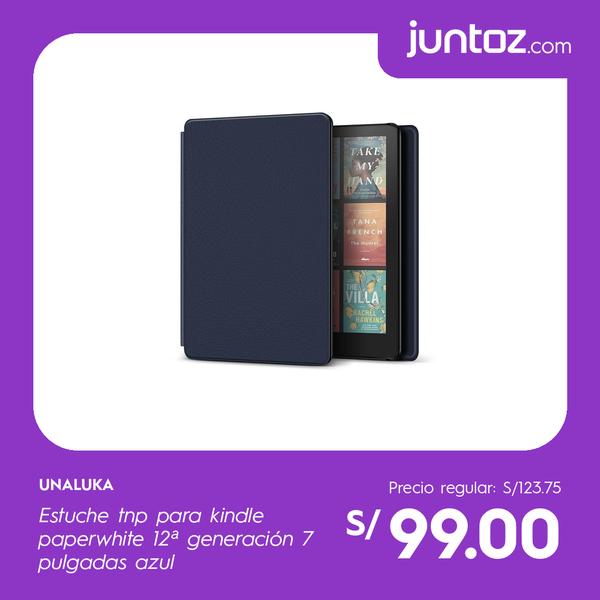 juntoz.com
TAKE
MY
HAND
TANA
FRENCH
The Hunter
THE
VILLA
RACHEL
HAWKINS
UNALUKA
Estuche tnp para kindle
paperwhite 12ª generación 7
pulgadas azul
Precio regular: S/123.75
S/99.00